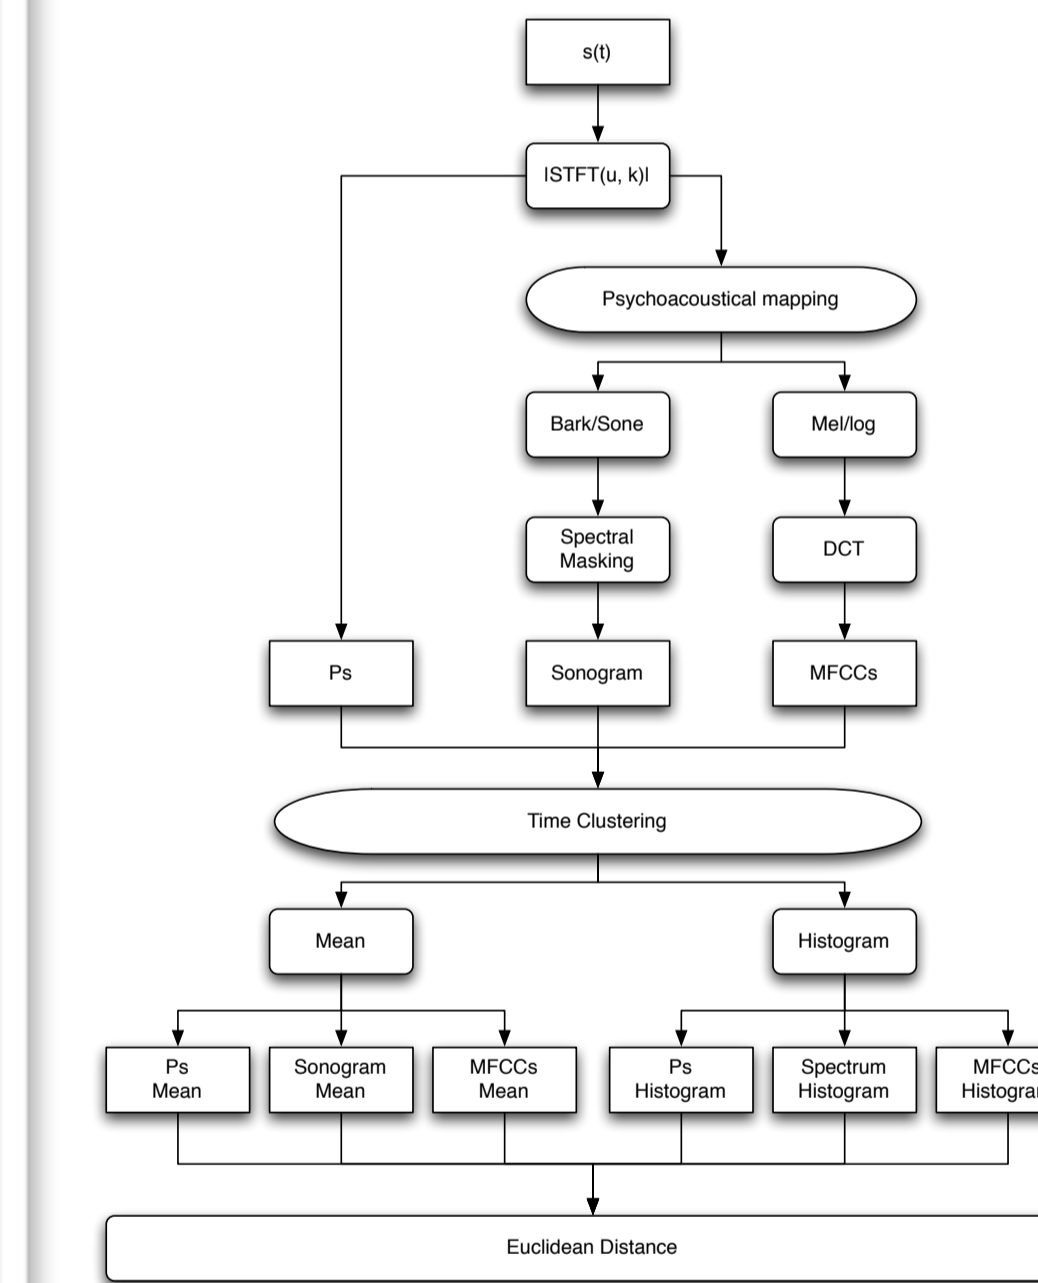 s(t)
|STFT(u, k)|
Psychoacoustical mapping
Bark/Sone
Mel/log
Spectral
Masking
DCT
Ps
Sonogram
MFCCs
Time Clustering
Mean
Histogram
Ps
Mean
Sonogram
Mean
MFCCs
Mean
Ps
Histogram
Spectrum
Histogram
MFCCs
Euclidean Distance